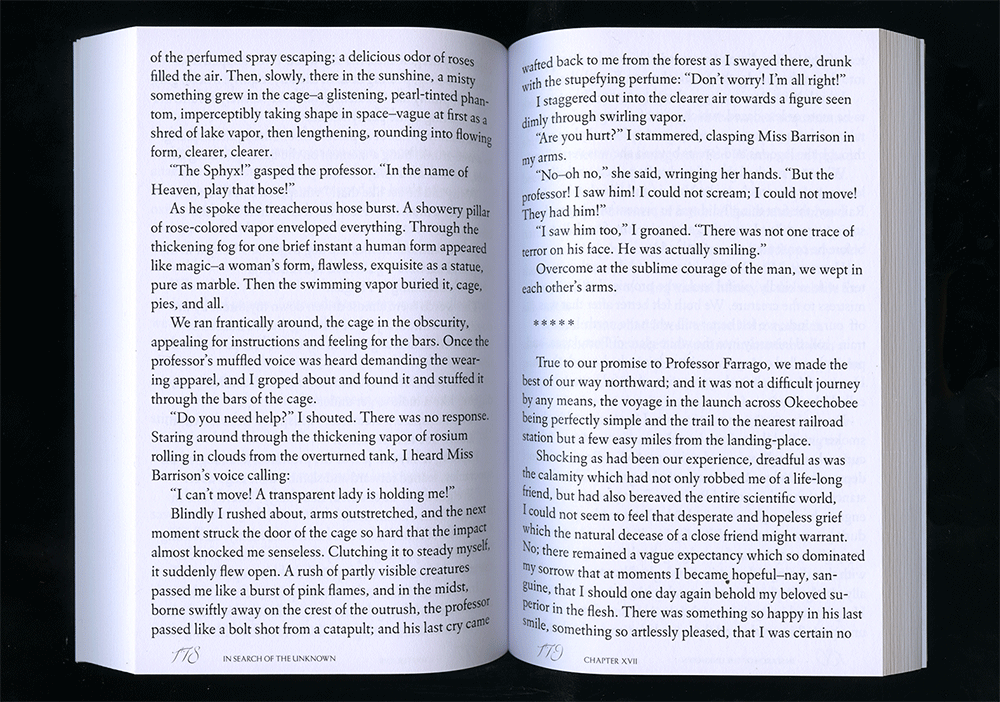 of the perfumed spray escaping; a delicious odor of roses
filled the air. Then, slowly, there in the sunshine, a misty
something grew in the cage–a glistening, pearl-tinted phan-
tom, imperceptibly taking shape in space–vague at first as a
shred of lake vapor, then lengthening, rounding into flowing
form, clearer, clearer.
“The Sphyx!” gasped the professor. “In the name of
Heaven, play that hose!”
As he spoke the treacherous hose burst. A showery pillar
of rose-colored vapor enveloped everything. Through the
thickening fog for one brief instant a human form appeared
like magic–a woman’s form, flawless, exquisite as a statue,
pure as marble. Then the swimming vapor buried it, cage,
pies, and all.
We ran frantically around, the cage in the obscurity,
appealing for instructions and feeling for the bars. Once the
professor’s muffled voice was heard demanding the wear-
ing apparel, and I groped about and found it and stuffed it
through the bars of the cage.
“Do you need help?” I shouted. There was no response.
Staring around through the thickening vapor of rosium
rolling in clouds from the overturned tank, I heard Miss
Barrison’s voice calling:
“I can’t move! A transparent lady is holding me!”
Blindly I rushed about, arms outstretched, and the next
moment struck the door of the cage so hard that the impact
almost knocked me senseless. Clutching it to steady myself,
it suddenly flew open. A rush of partly visible creatures
passed me like a burst of pink flames, and in the midst,
borne swiftly away on the crest of the outrush, the professor
passed like a bolt shot from a catapult; and his last cry came
178 IN SEARCH OF THE UNKNOWN
wafted back to me from the forest as I swayed there, drunk
with the stupefying perfume: “Don’t worry! I’m all right!”
I staggered out into the clearer air towards a figure seen
dimly through swirling vapor.
“Are you hurt?” I stammered, clasping Miss Barrison in
my arms.
“No–oh no,” she said, wringing her hands. “But the
professor! I saw him! I could not scream; I could not move!
They had him!”
“I saw him too,” I groaned. “There was not one trace of
terror on his face. He was actually smiling.”
Overcome at the sublime courage of the man, we wept in
each other’s arms.
*****
True to our promise to Professor Farrago, we made the
best of our way northward; and it was not a difficult journey
by any means, the voyage in the launch across Okeechobee
being perfectly simple and the trail to the nearest railroad
station but a few easy miles from the landing-place.
Shocking as had been our experience, dreadful as was
the calamity which had not only robbed me of a life-long
friend, but had also bereaved the entire scientific world,
I could not seem to feel that desperate and hopeless grief
which the natural decease of a close friend might warrant.
No; there remained a vague expectancy which so dominated
my sorrow that at moments I became hopeful–nay, san-
guine, that I should one day again behold my beloved su-
perior in the flesh. There was something so happy in his last
smile, something so artlessly pleased, that I was certain no
179 CHAPTER XVII